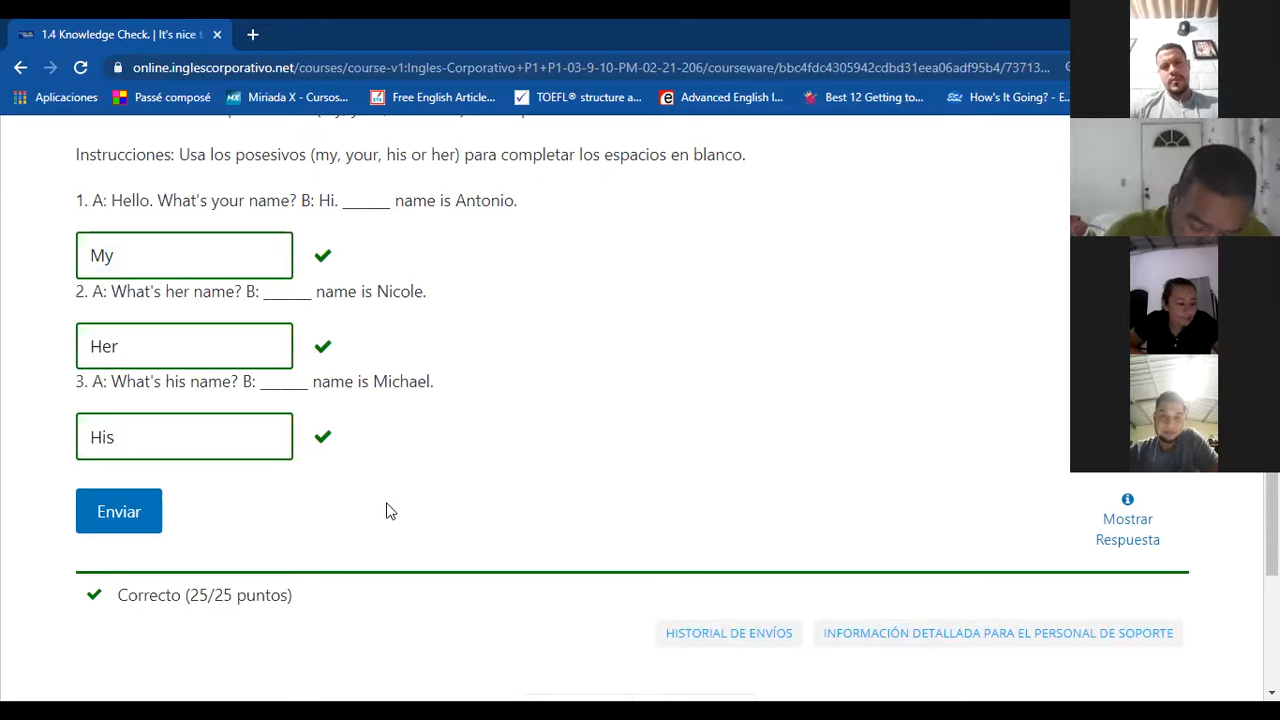 1.4 Knowledge Check. | It's nice t
online.inglescorporativo.net/courses/course-v1:Ingles-Cor
+P1+P1-03-9-10-PM-02-21-206/courseware/bbc4fdc4305942cdbd31eea06adf95b4/73713...
Aplicaciones
Passé composé
Miriada X - Cursos...
Free English Article...
TOEFL® structure a...
Advanced English I...
Best 12 Getting to...
How's It Going? - E...
Instrucciones: Usa los posesivos (my, your, his or her) para completar los espacios en blanco.
1. A: Hello. What's your name? B: Hi. ______ name is Antonio.
My
2. A: What's her name? B: ______ name is Nicole.
Her
3. A: What's his name? B: ______ name is Michael.
His
Enviar
Mostrar
Respuesta
Correcto (25/25 puntos)
HISTORIAL DE ENVÍOS
INFORMACIÓN DETALLADA PARA EL PERSONAL DE SOPORTE